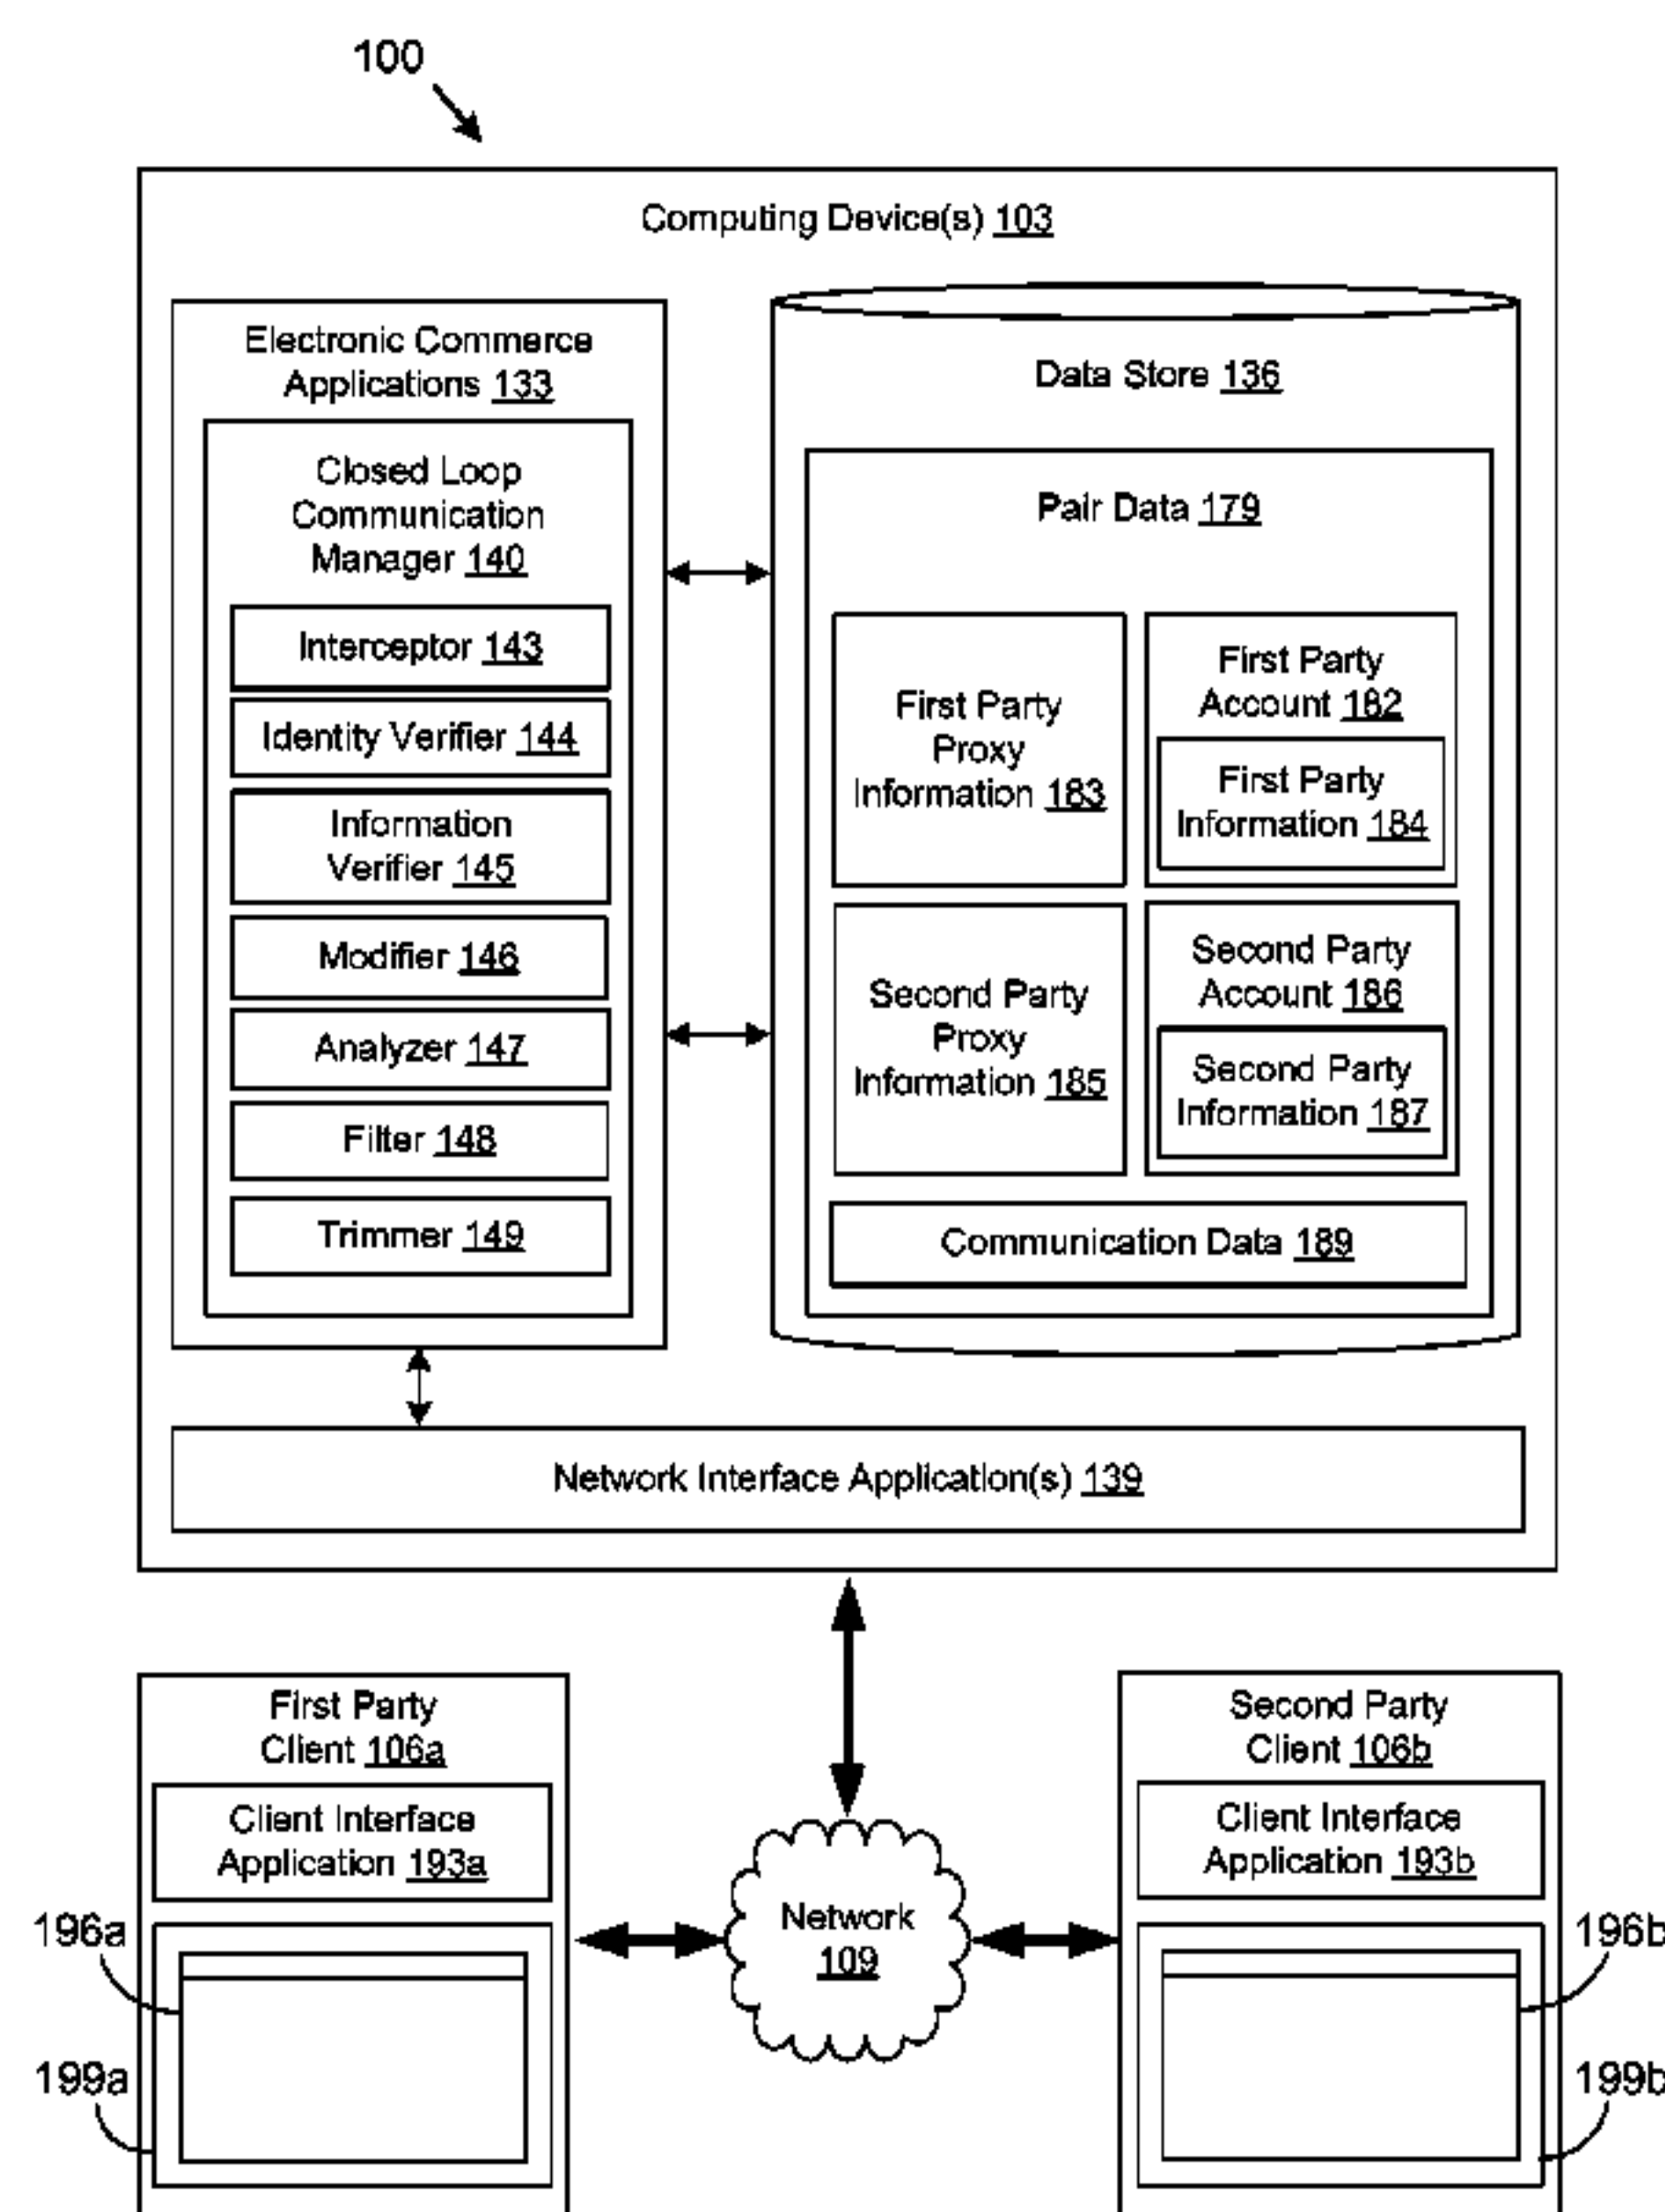 100
Computing Device(s) 103
Electronic Commerce
Applications 133
Closed Loop
Communication
Manager 140
Interceptor 143
Identity Verifier 144
Information
Verifier 145
Modifier 146
Analyzer 147
Filter 148
Trimmer 149
Data Store 136
Pair Data 179
First Party
Proxy
Information 183
First Party
Account 182
First Party
Information 184
Second Party
Proxy
Information 185
Second Party
Account 186
Second Party
Information 187
Communication Data 189
Network Interface Application(s) 139
First Party
Client 106a
Client Interface
Application 193a
196a
199a
Network
109
Second Party
Client 106b
Client Interface
Application 193b
196b
199b